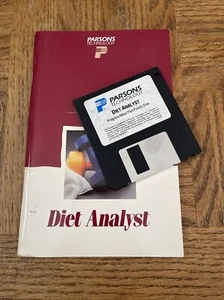 PARSONS
TECHNOLOGY
P
PARSONS
TECHNOLOGY
DIET ANALYST
Diet Analyst